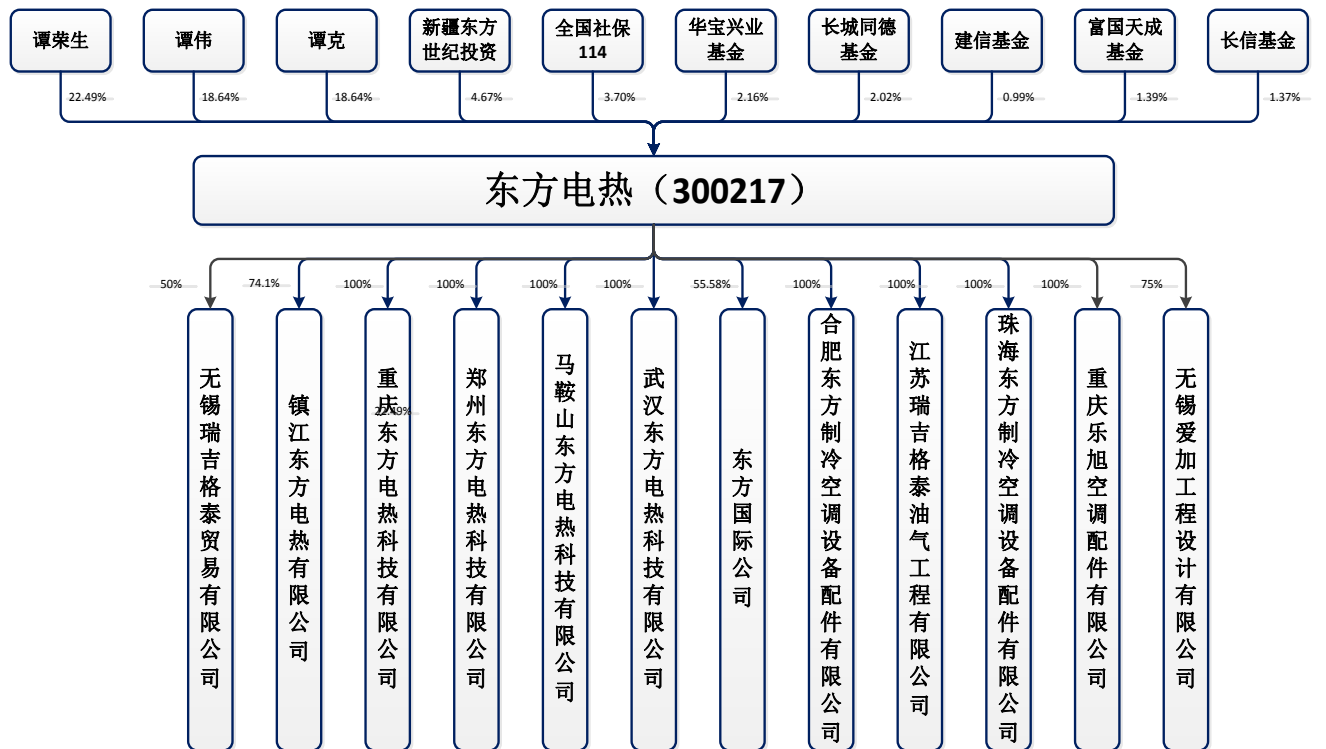 谭荣生
谭伟
谭克
新疆东方
世纪投资
全国社保
114
华宝兴业
基金
长城同德
基金
建信基金
富国天成
基金
长信基金
22.49%
18.64%
18.64%
4.67%
3.70%
2.16%
2.02%
0.99%
1.39%
1.37%
东方电热（300217）
50%
74.1%
100%
100%
100%
100%
55.58%
100%
100%
100%
100%
75%
无锡瑞吉格泰贸易有限公司
镇江东方电热有限公司
重庆东方电热科技有限公司
22.49%
郑州东方电热科技有限公司
马鞍山东方电热科技有限公司
武汉东方电热科技有限公司
东方国际公司
合肥东方制冷空调设备配件有限公司
江苏瑞吉格泰油气工程有限公司
珠海东方制冷空调设备配件有限公司
重庆乐旭空调配件有限公司
无锡爱加工程设计有限公司